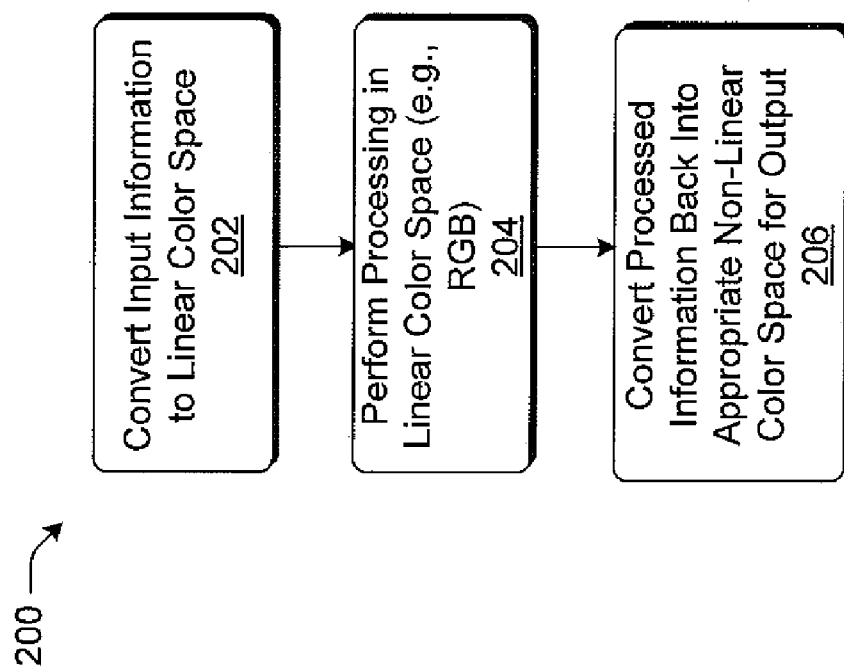 200
Convert Input Information
to Linear Color Space
202
Perform Processing in
Linear Color Space (e.g.,
RGB)
204
Convert Processed
Information Back Into
Appropriate Non-Linear
Color Space for Output
206